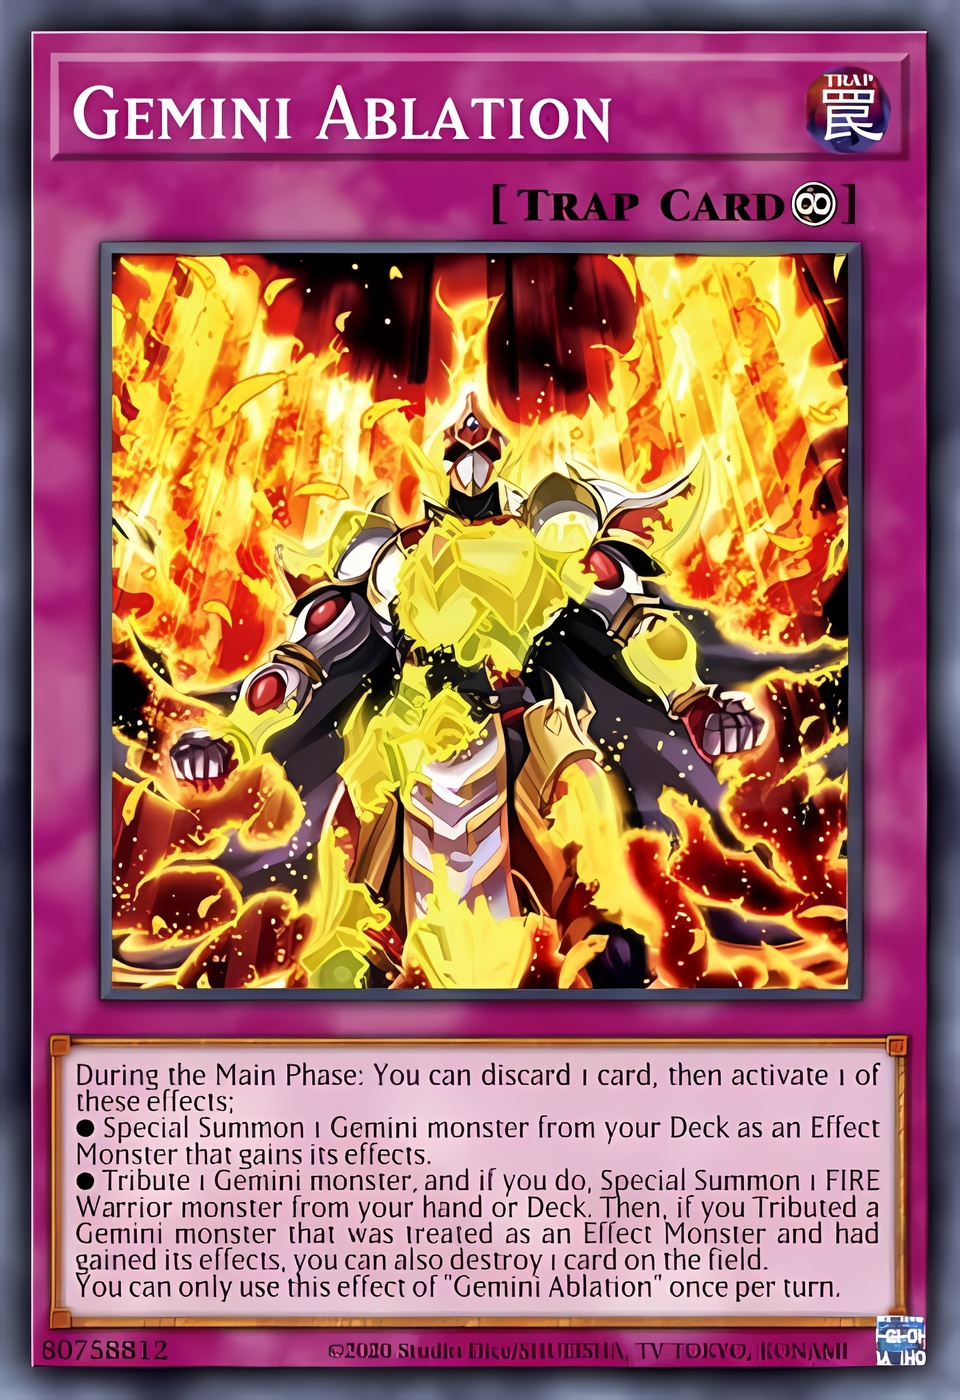 GEMINI ABLATION
TRAP
罠
[TRAP CARD∞]
During the Main Phase: You can discard 1 card, then activate 1 of
these effects;
● Special Summon 1 Gemini monster from your Deck as an Effect
Monster that gains its effects.
● Tribute 1 Gemini monster, and if you do, Special Summon 1 FIRE
Warrior monster from your hand or Deck. Then, if you Tributed a
Gemini monster that was treated as an Effect Monster and had
gained its effects, you can also destroy 1 card on the field.
You can only use this effect of "Gemini Ablation" once per turn.
80758812
©2020 Studio Dice/SHUEISHA, TV TOKYO, KONAMI